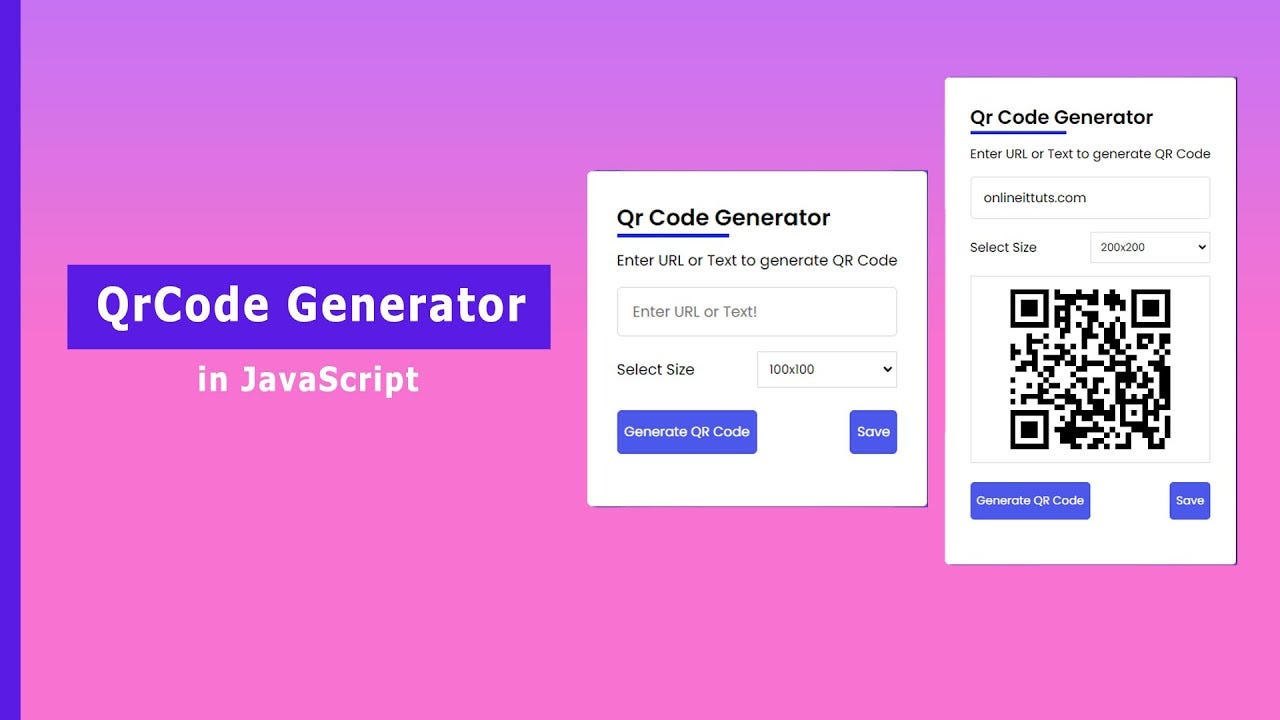 QrCode Generator
in JavaScript
Qr Code Generator
Enter URL or Text to generate QR Code
Enter URL or Text!
Select Size
100x100
Generate QR Code
Save
Qr Code Generator
Enter URL or Text to generate QR Code
onlineittuts.com
Select Size
200x200
Generate QR Code
Save